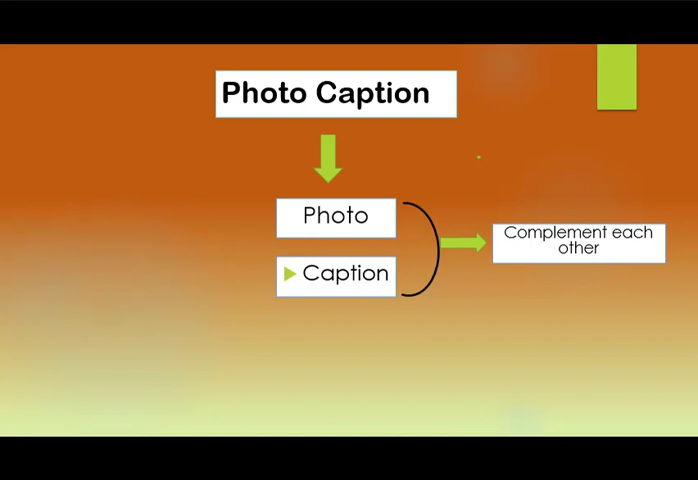 Photo Caption
Photo
Caption
Complement each
other